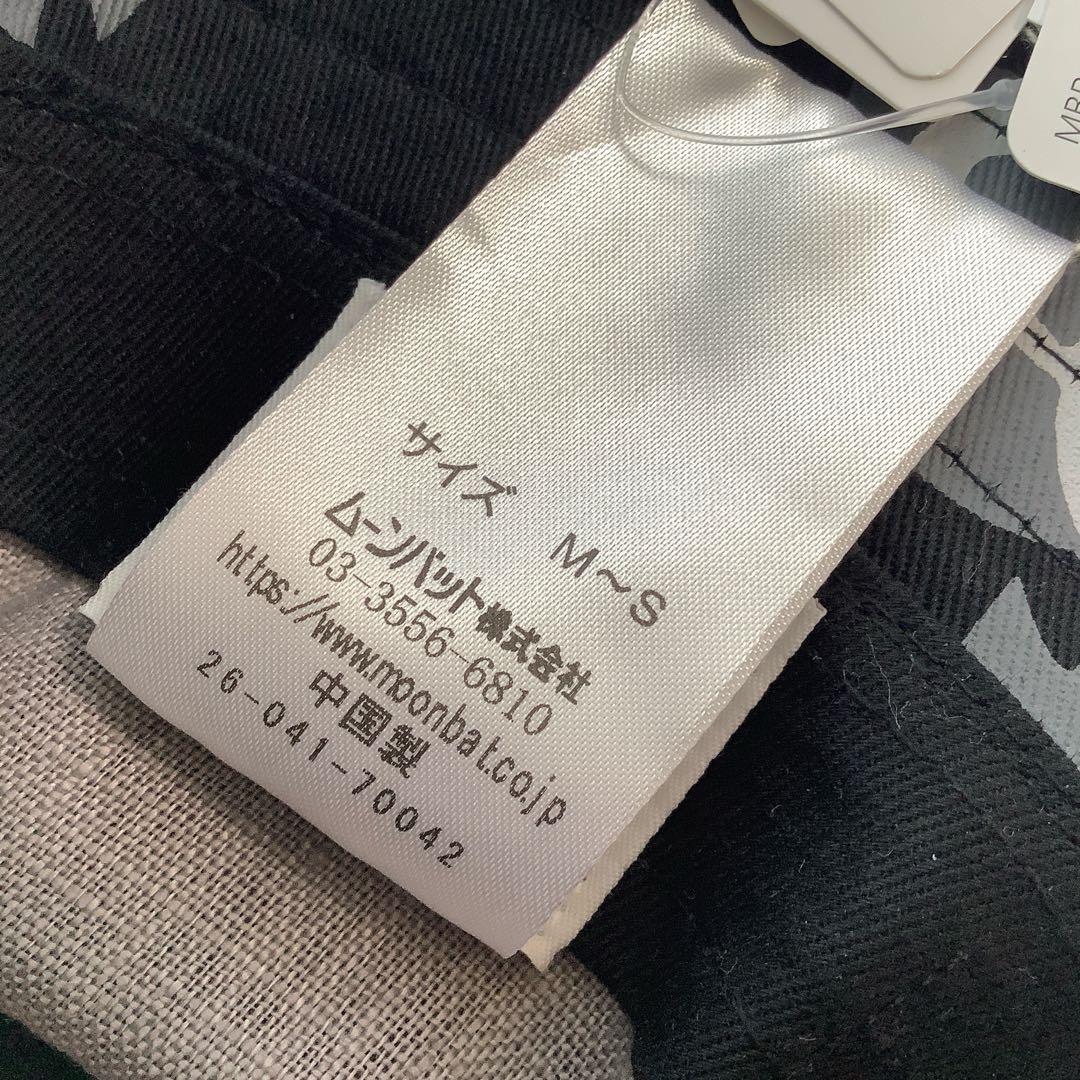 サイズ M～S
ムーンバット株式会社
03-3556-6810
https://www.moonbat.co.jp
中国製
26-041-70042